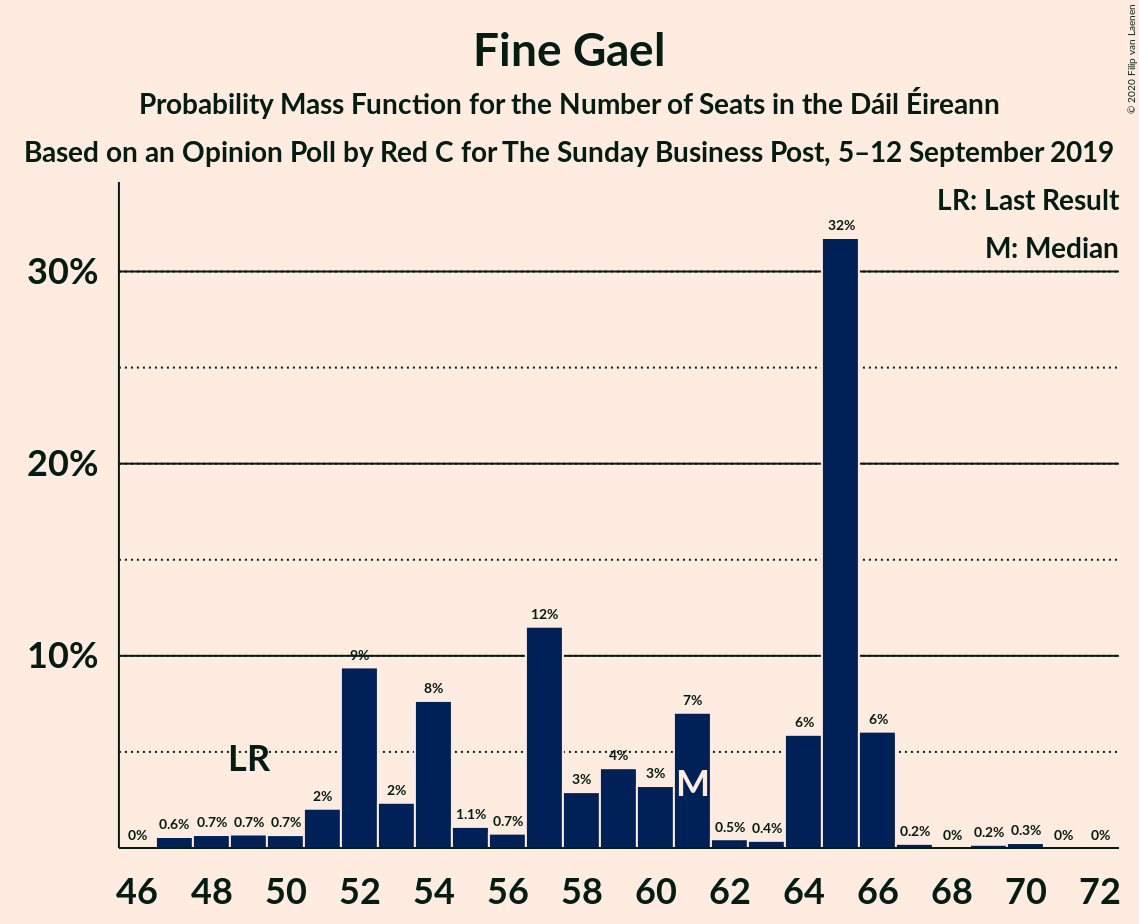 Fine Gael
Probability Mass Function for the Number of Seats in the Dáil Éireann
Based on an Opinion Poll by Red C for The Sunday Business Post, 5–12 September 2019
© 2020 Filip van Laenen
LR: Last Result
M: Median
30%
20%
10%
0% 0.6% 0.7% 0.7% 0.7% 2% 9% 2% 8% 1.1% 0.7% 12% 3% 4% 3% 7% 0.5% 0.4% 6% 32% 6% 0.2% 0% 0.2% 0.3% 0% 0%
LR
M
46 48 50 52 54 56 58 60 62 64 66 68 70 72